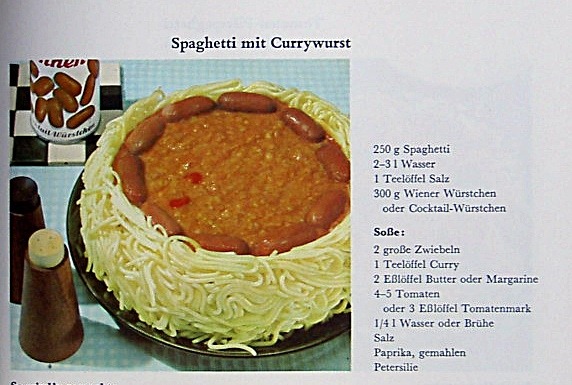 Spaghetti mit Currywurst
tail-Würstchen
250 g Spaghetti
2–3 l Wasser
1 Teelöffel Salz
300 g Wiener Würstchen
oder Cocktail-Würstchen
Soße:
2 große Zwiebeln
1 Teelöffel Curry
2 Eßlöffel Butter oder Margarine
4–5 Tomaten
oder 3 Eßlöffel Tomatenmark
1/4 l Wasser oder Brühe
Salz
Paprika, gemahlen
Petersilie